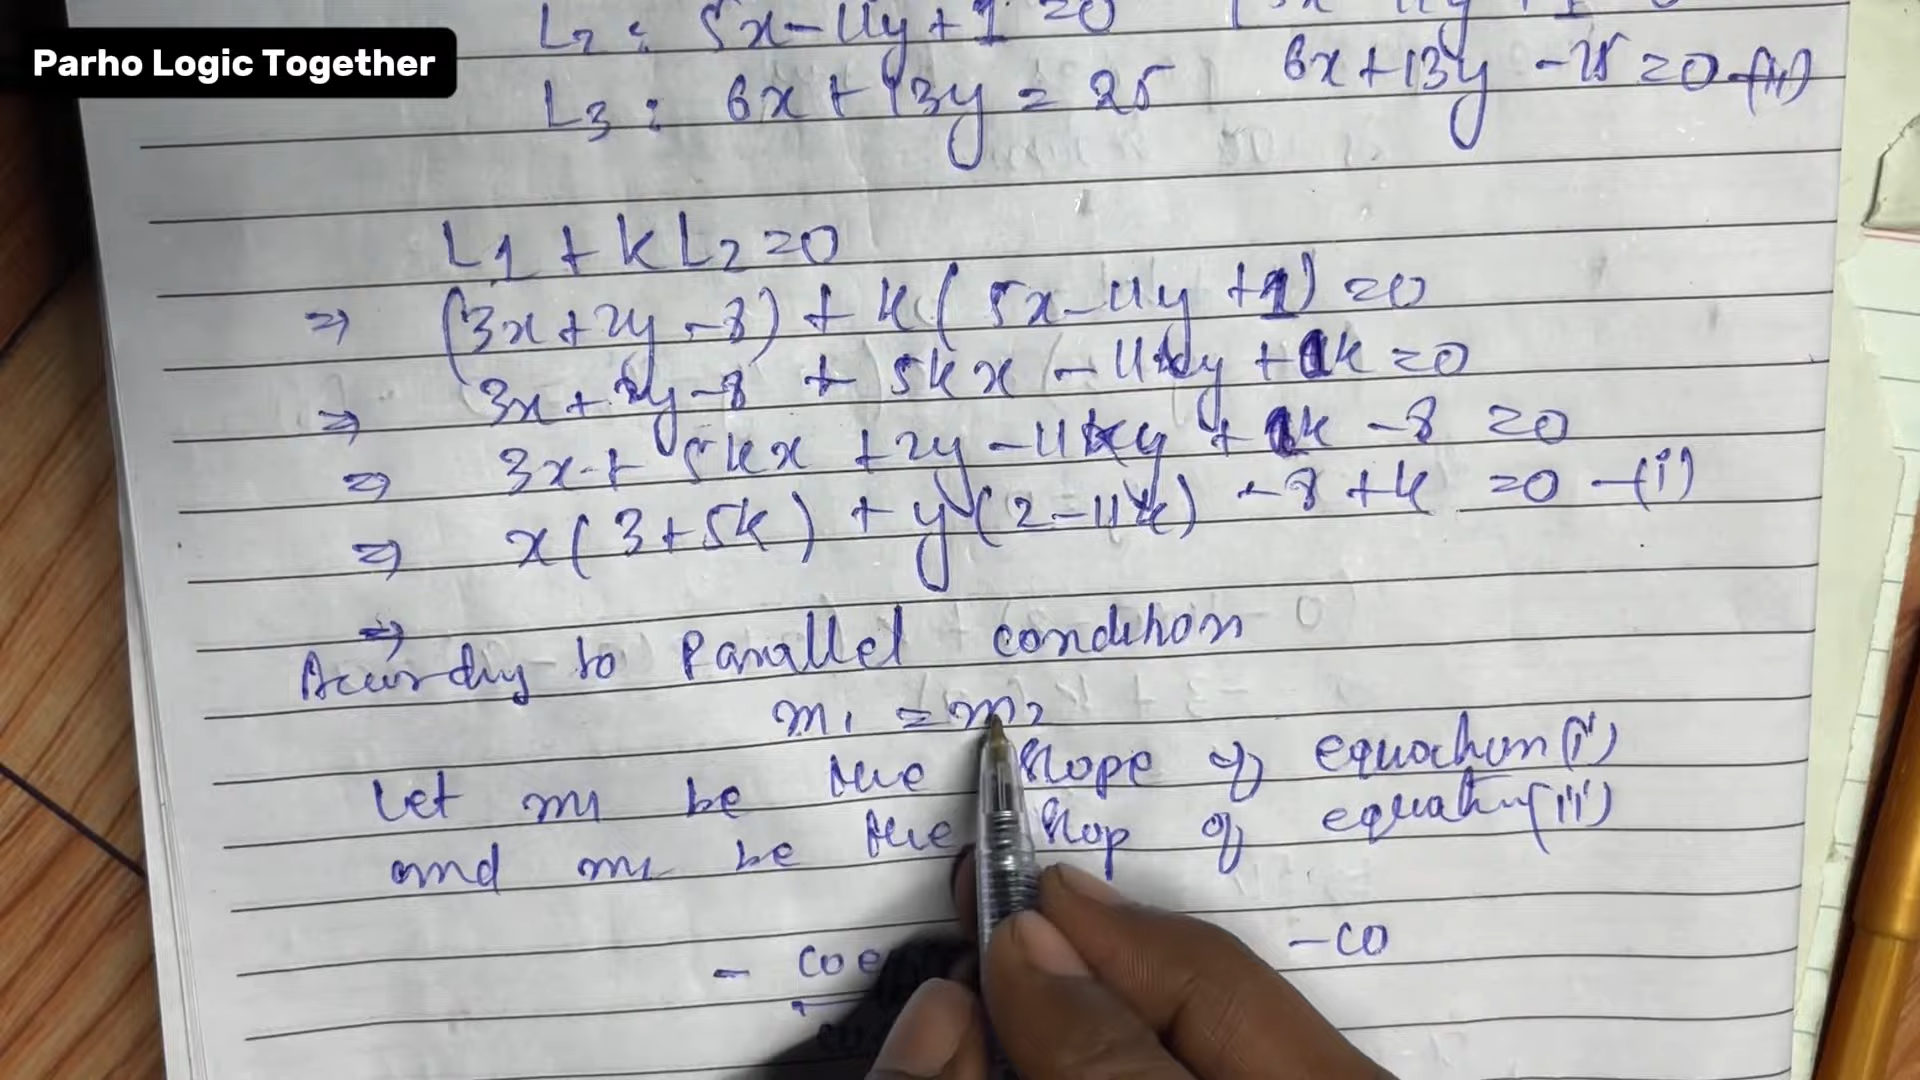 Parho Logic Together
L2 : 5x-11y+1=0
L3 : 6x+13y = 25
6x+13y -25=0-(ii)
L1 + kL2=0
⇒ (3x+2y-8)+k(5x-11y+1)=0
⇒ 3x+2y-8 + 5kx -11ky +1k=0
⇒ 3x+5kx +2y-11ky +1k -8 =0
⇒ x(3+5k)+y(2-11k) -8+k =0 -(i)
⇒
According to Parallel condition
m1 = m2
Let m1 be the slope of equation(i)
and m2 be the slop of equation(ii)
- coe
-co